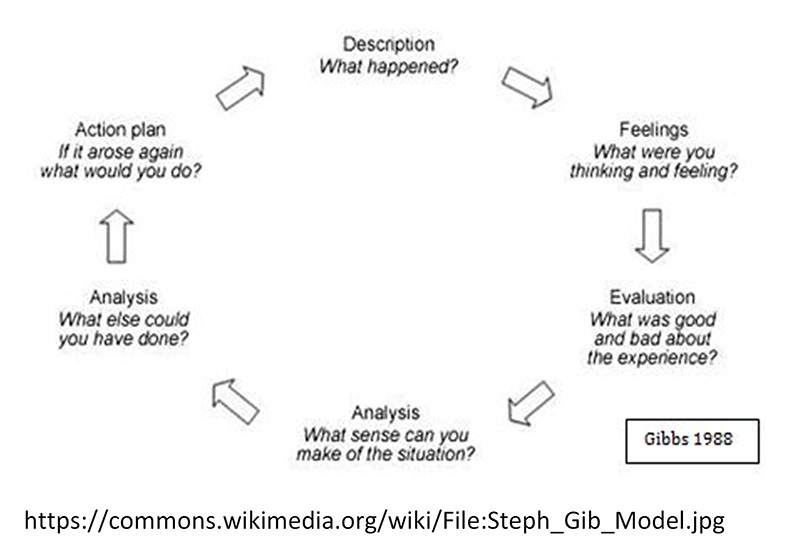 Description
What happened?
Feelings
What were you
thinking and feeling?
Evaluation
What was good
and bad about
the experience?
Analysis
What sense can you
make of the situation?
Analysis
What else could
you have done?
Action plan
If it arose again
what would you do?
Gibbs 1988
https://commons.wikimedia.org/wiki/File:Steph_Gib_Model.jpg